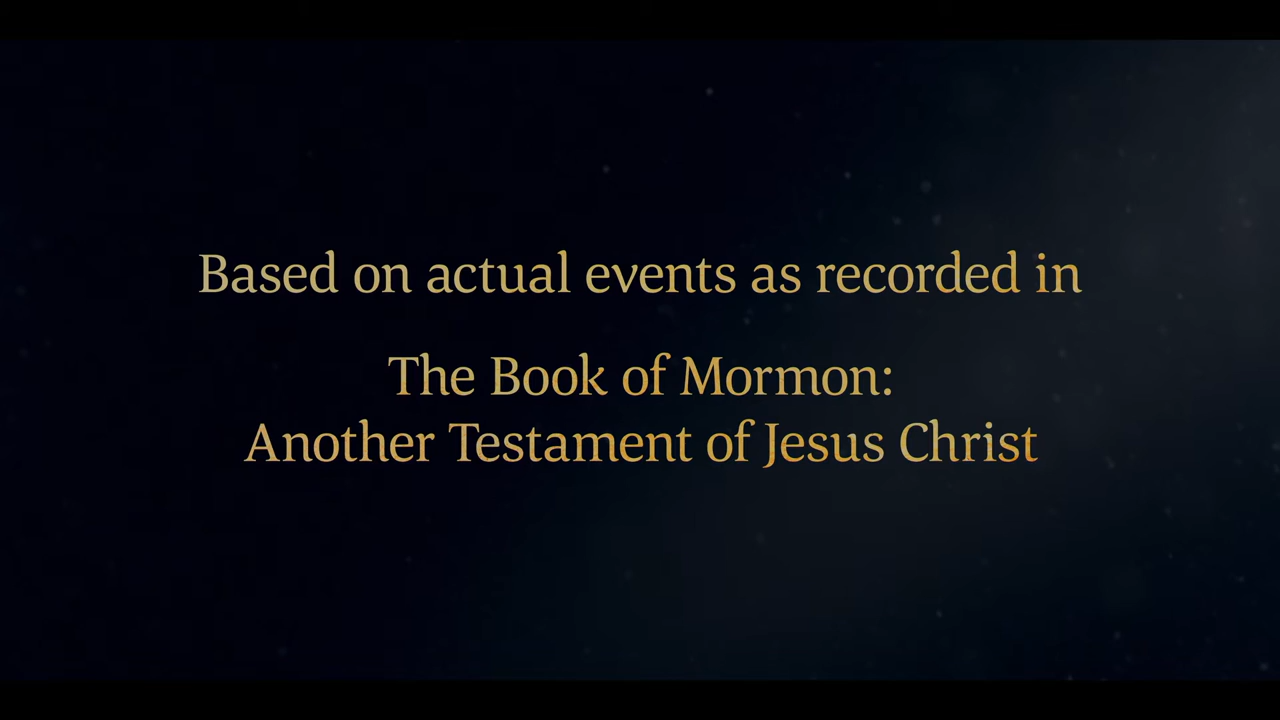 Based on actual events as recorded in
The Book of Mormon:
Another Testament of Jesus Christ